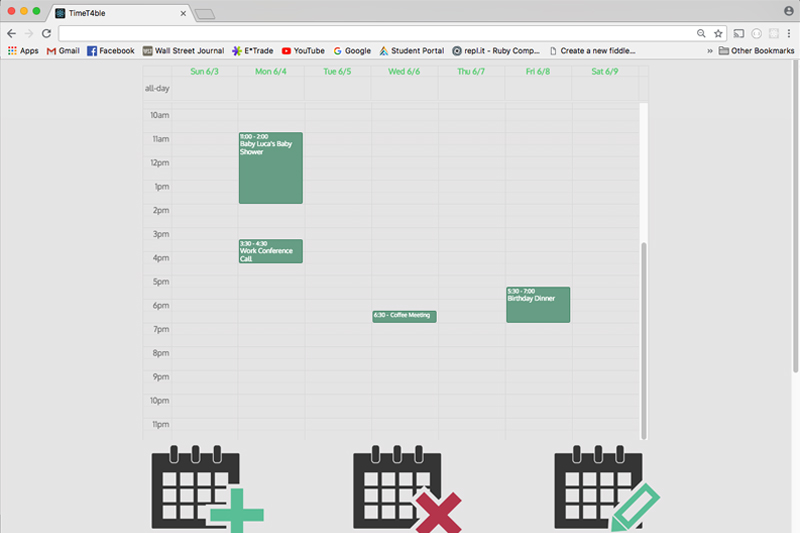 TimeT4ble
Apps Gmail Facebook Wall Street Journal E*Trade YouTube Google Student Portal repl.it - Ruby Comp... Create a new fiddle... » Other Bookmarks
Sun 6/3 Mon 6/4 Tue 6/5 Wed 6/6 Thu 6/7 Fri 6/8 Sat 6/9
all-day
10am
11am
11:00 - 2:00
Baby Luca's Baby
Shower
12pm
1pm
2pm
3pm
3:30 - 4:30
Work Conference
Call
4pm
5pm
5:30 - 7:00
Birthday Dinner
6pm
6:30 - Coffee Meeting
7pm
8pm
9pm
10pm
11pm